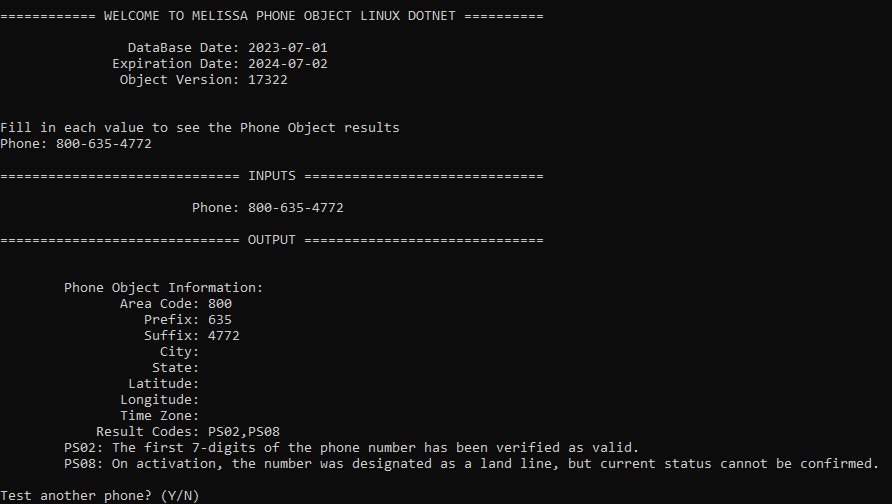 ============ WELCOME TO MELISSA PHONE OBJECT LINUX DOTNET ==========
DataBase Date: 2023-07-01
Expiration Date: 2024-07-02
Object Version: 17322
Fill in each value to see the Phone Object results
Phone: 800-635-4772
============================== INPUTS ==============================
Phone: 800-635-4772
============================== OUTPUT ==============================
Phone Object Information:
Area Code: 800
Prefix: 635
Suffix: 4772
City:
State:
Latitude:
Longitude:
Time Zone:
Result Codes: PS02,PS08
PS02: The first 7-digits of the phone number has been verified as valid.
PS08: On activation, the number was designated as a land line, but current status cannot be confirmed.
Test another phone? (Y/N)